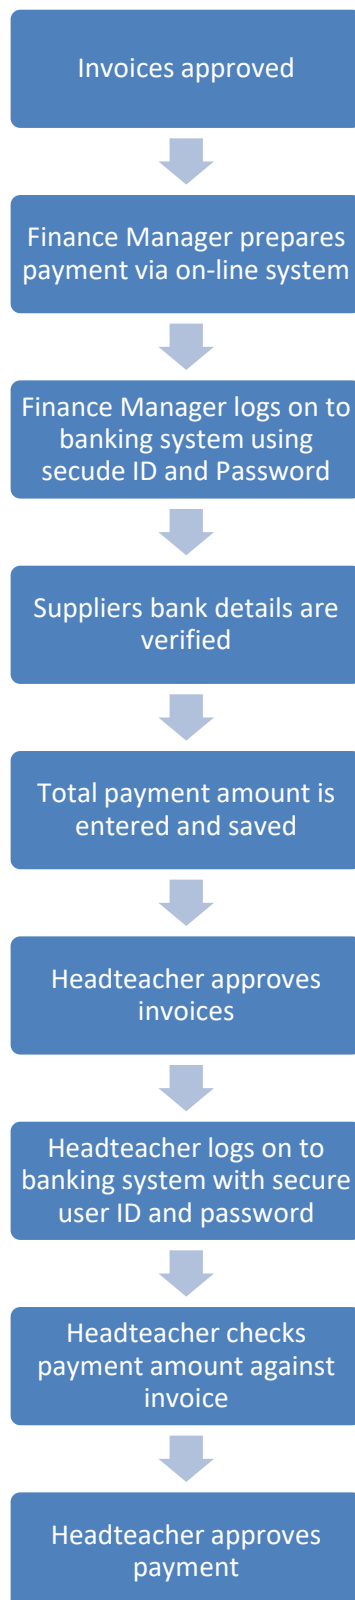 Invoices approved
Finance Manager prepares
payment via on-line system
Finance Manager logs on to
banking system using
secude ID and Password
Suppliers bank details are
verified
Total payment amount is
entered and saved
Headteacher approves
invoices
Headteacher logs on to
banking system with secure
user ID and password
Headteacher checks
payment amount against
invoice
Headteacher approves
payment